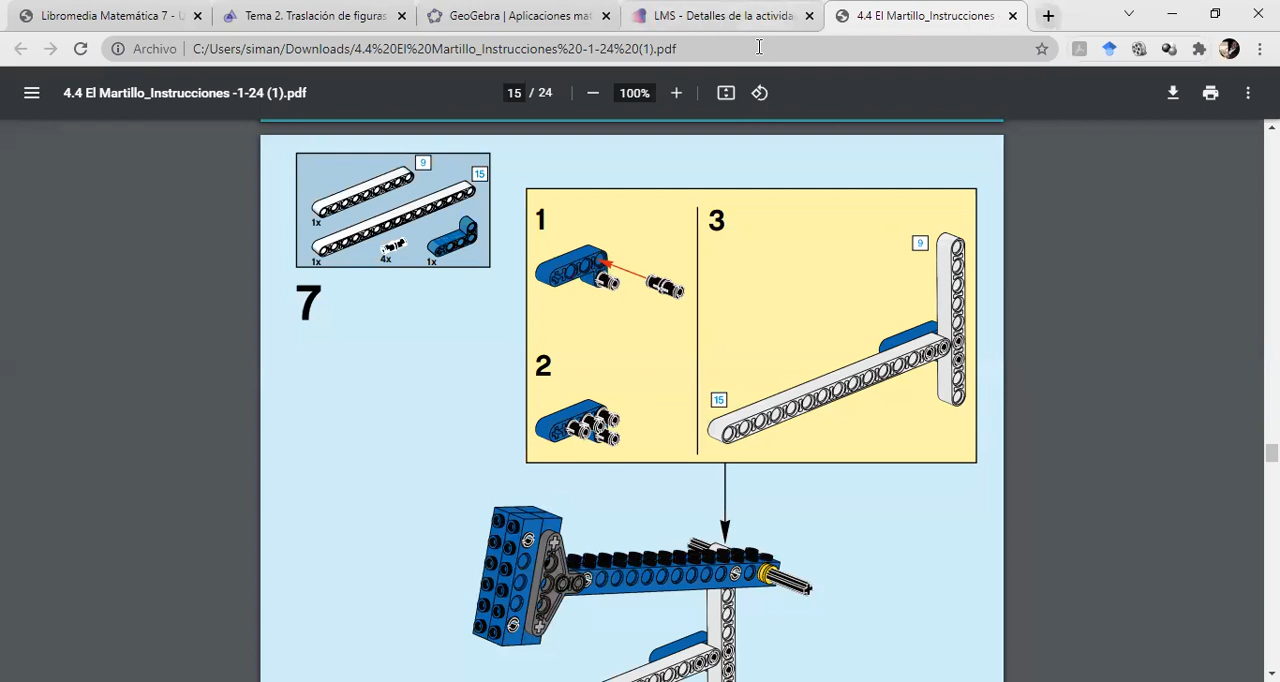 Libromedia Matemática 7 - U
Tema 2. Traslación de figuras
GeoGebra | Aplicaciones mat
LMS - Detalles de la activida
4.4 El Martillo_Instrucciones
Archivo
C:/Users/siman/Downloads/4.4%20El%20Martillo_Instrucciones%20-1-24%20(1).pdf
4.4 El Martillo_Instrucciones -1-24 (1).pdf
15 / 24
100%
9
15
1x
1x
4x
1x
7
1
2
3
9
15